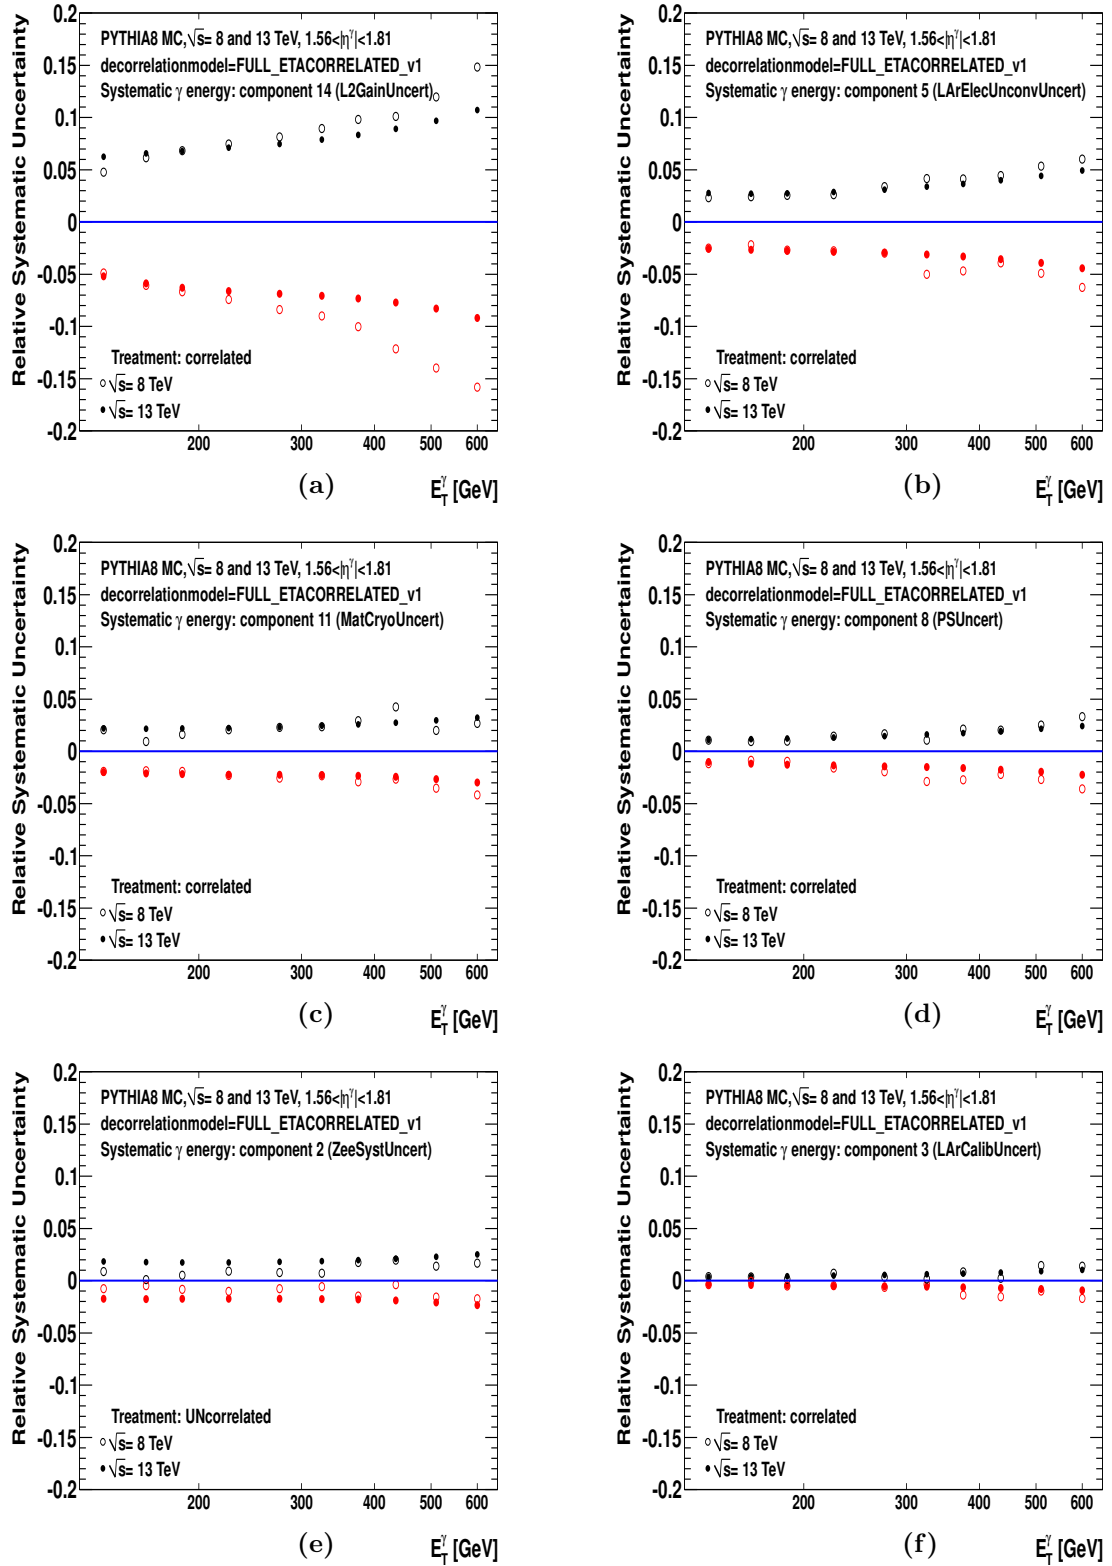 Relative Systematic Uncertainty
0.2
0.15
0.1
0.05
0
-0.05
-0.1
-0.15
-0.2
PYTHIA8 MC,√s= 8 and 13 TeV, 1.56<|η^γ|<1.81
decorrelationmodel=FULL_ETACORRELATED_v1
Systematic γ energy: component 14 (L2GainUncert)
Treatment: correlated
√s= 8 TeV
√s= 13 TeV
200 300 400 500 600
E_T^γ [GeV]
(a)
Relative Systematic Uncertainty
0.2
0.15
0.1
0.05
0
-0.05
-0.1
-0.15
-0.2
PYTHIA8 MC,√s= 8 and 13 TeV, 1.56<|η^γ|<1.81
decorrelationmodel=FULL_ETACORRELATED_v1
Systematic γ energy: component 5 (LArElecUnconvUncert)
Treatment: correlated
√s= 8 TeV
√s= 13 TeV
200 300 400 500 600
E_T^γ [GeV]
(b)
Relative Systematic Uncertainty
0.2
0.15
0.1
0.05
0
-0.05
-0.1
-0.15
-0.2
PYTHIA8 MC,√s= 8 and 13 TeV, 1.56<|η^γ|<1.81
decorrelationmodel=FULL_ETACORRELATED_v1
Systematic γ energy: component 11 (MatCryoUncert)
Treatment: correlated
√s= 8 TeV
√s= 13 TeV
200 300 400 500 600
E_T^γ [GeV]
(c)
Relative Systematic Uncertainty
0.2
0.15
0.1
0.05
0
-0.05
-0.1
-0.15
-0.2
PYTHIA8 MC,√s= 8 and 13 TeV, 1.56<|η^γ|<1.81
decorrelationmodel=FULL_ETACORRELATED_v1
Systematic γ energy: component 8 (PSUncert)
Treatment: correlated
√s= 8 TeV
√s= 13 TeV
200 300 400 500 600
E_T^γ [GeV]
(d)
Relative Systematic Uncertainty
0.2
0.15
0.1
0.05
0
-0.05
-0.1
-0.15
-0.2
PYTHIA8 MC,√s= 8 and 13 TeV, 1.56<|η^γ|<1.81
decorrelationmodel=FULL_ETACORRELATED_v1
Systematic γ energy: component 2 (ZeeSystUncert)
Treatment: UNcorrelated
√s= 8 TeV
√s= 13 TeV
200 300 400 500 600
E_T^γ [GeV]
(e)
Relative Systematic Uncertainty
0.2
0.15
0.1
0.05
0
-0.05
-0.1
-0.15
-0.2
PYTHIA8 MC,√s= 8 and 13 TeV, 1.56<|η^γ|<1.81
decorrelationmodel=FULL_ETACORRELATED_v1
Systematic γ energy: component 3 (LArCalibUncert)
Treatment: correlated
√s= 8 TeV
√s= 13 TeV
200 300 400 500 600
E_T^γ [GeV]
(f)